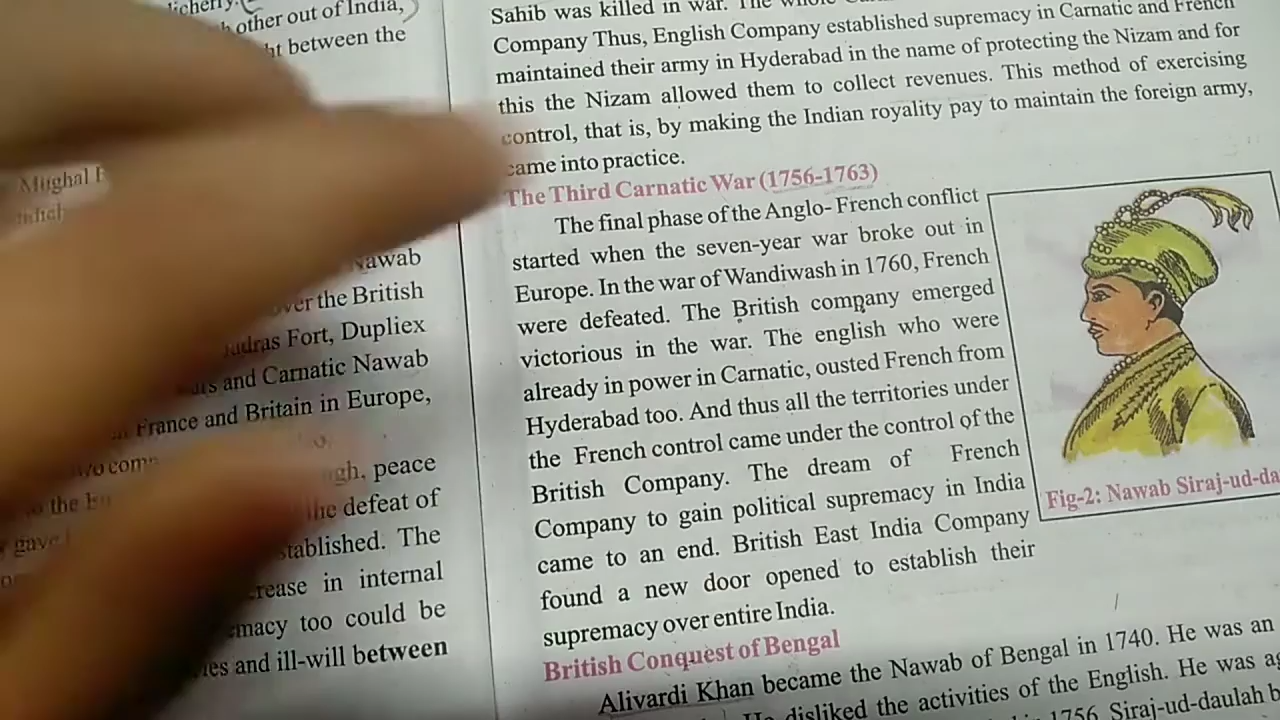 other out of India,
between the
Mughal
Nawab
over the British
Madras Fort, Dupliex
and Carnatic Nawab
France and Britain in Europe,
peace
the defeat of
gave
The
in internal
too could be
and ill-will between
Sahib was killed in war. The
Company Thus, English Company established supremacy in Carnatic and French
maintained their army in Hyderabad in the name of protecting the Nizam and for
this the Nizam allowed them to collect revenues. This method of exercising
control, that is, by making the Indian royality pay to maintain the foreign army,
came into practice.
The Third Carnatic War (1756-1763)
The final phase of the Anglo- French conflict
started when the seven-year war broke out in
Europe. In the war of Wandiwash in 1760, French
were defeated. The British company emerged
victorious in the war. The english who were
already in power in Carnatic, ousted French from
Hyderabad too. And thus all the territories under
the French control came under the control of the
British Company. The dream of French
Company to gain political supremacy in India
came to an end. British East India Company
found a new door opened to establish their
supremacy over entire India.
Fig-2: Nawab Siraj-ud-da
British Conquest of Bengal
Alivardi Khan became the Nawab of Bengal in 1740. He was an
He disliked the activities of the English. He was
1756, Siraj-ud-daulah